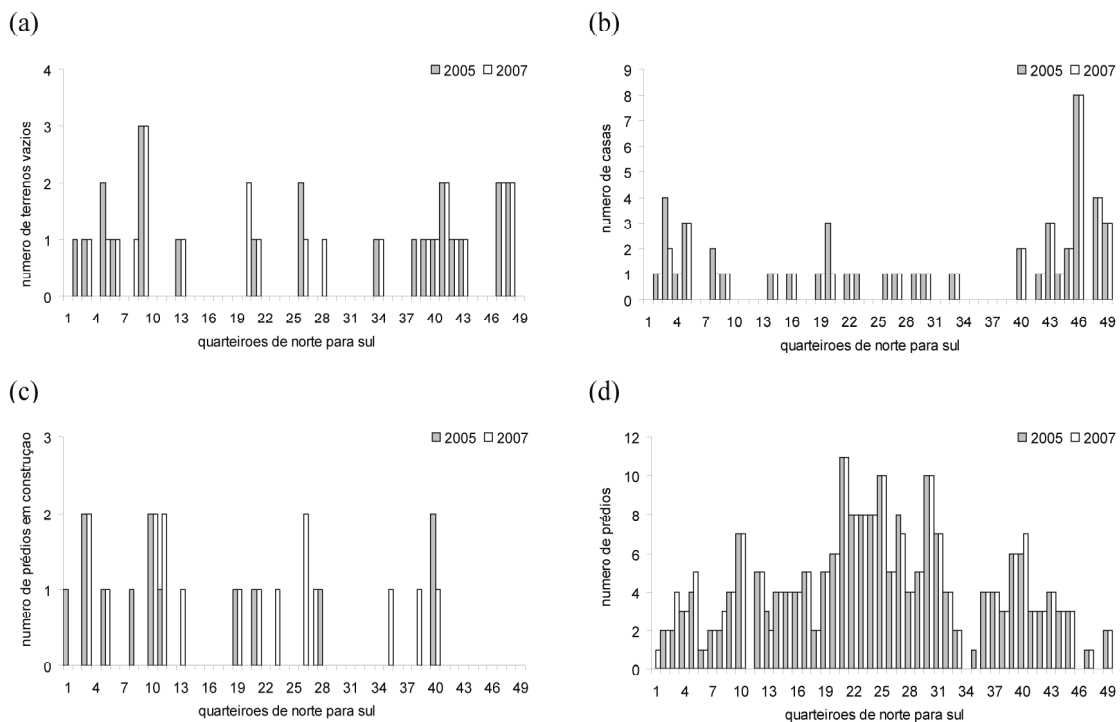 (a)
2005 2007
numero de terrenos vazios
4
3
2
1
0
1 4 7 10 13 16 19 22 25 28 31 34 37 40 43 46 49
quarteiroes de norte para sul
(b)
2005 2007
numero de casas
9
8
7
6
5
4
3
2
1
0
1 4 7 10 13 16 19 22 25 28 31 34 37 40 43 46 49
quarteiroes de norte para sul
(c)
2005 2007
numero de prédios em construçao
3
2
1
0
1 4 7 10 13 16 19 22 25 28 31 34 37 40 43 46 49
quarteiroes de norte para sul
(d)
2005 2007
numero de prédios
12
10
8
6
4
2
0
1 4 7 10 13 16 19 22 25 28 31 34 37 40 43 46 49
quarteiroes de norte para sul